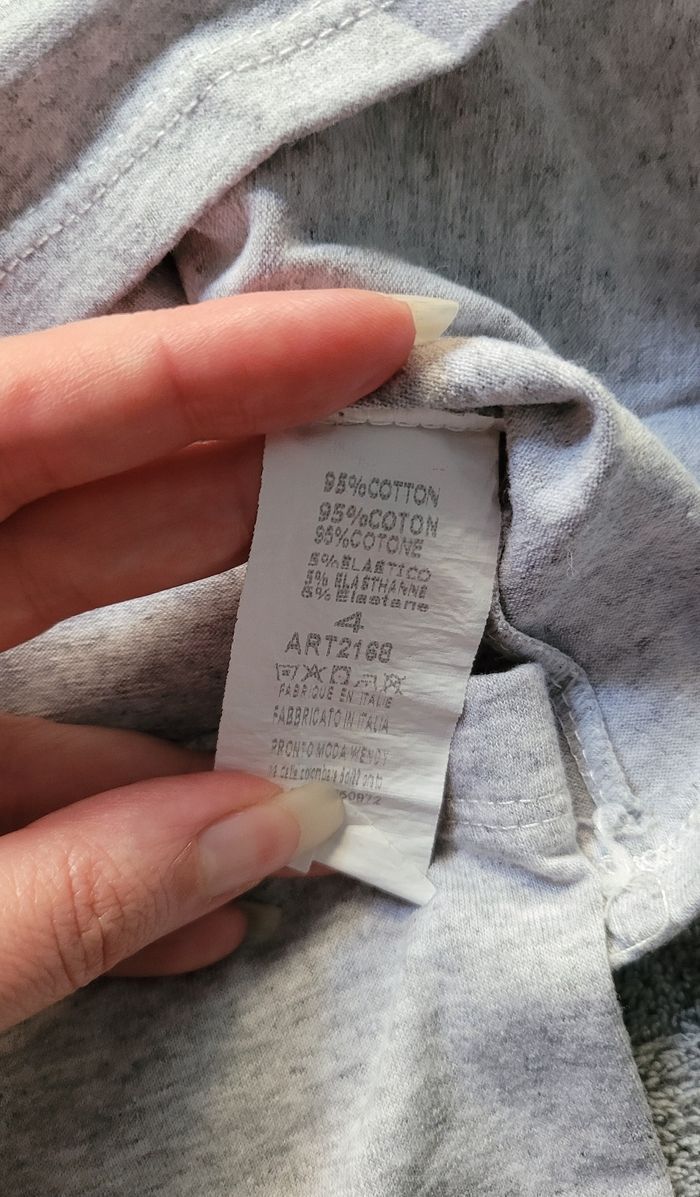 95%COTTON
95%COTON
95%COTONE
5%ELASTICO
5% ELASTHANNE
5% Elastane
4
ART2168
FABRIQUE EN ITALIE
FABBRICATO IN ITALIA
PRONTO MODA WENDY